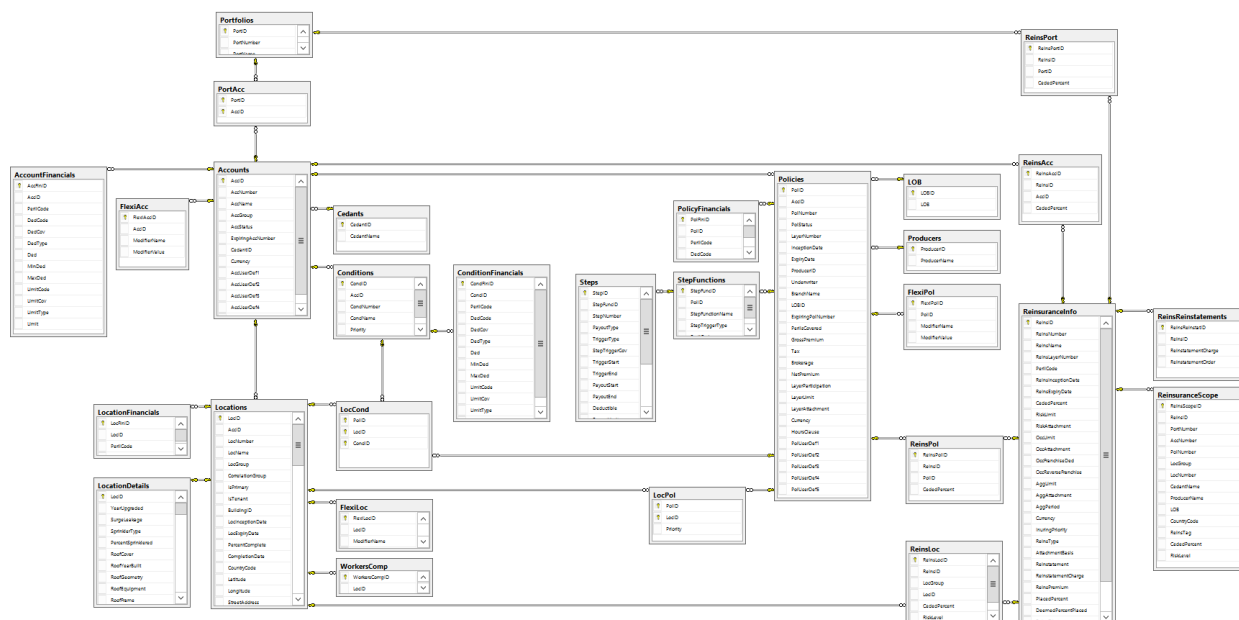 Portfolios
PortID
PortNumber
ReinsPort
ReinsPortID
ReinsID
PortID
CededPercent
PortAcc
PortID
AccID
AccountFinancials
AccFinID
AccID
PerilCode
DedCode
DedCov
DedType
Ded
MinDed
MaxDed
LimitCode
LimitCov
LimitType
Limit
FlexiAcc
FlexiAccID
AccID
ModifierName
ModifierValue
Accounts
AccID
AccNumber
AccName
AccGroup
AccStatus
ExpiringAccNumber
CedantID
Currency
AccUserDef1
AccUserDef2
AccUserDef3
AccUserDef4
Cedants
CedantID
CedantName
Conditions
CondID
AccID
CondNumber
CondName
Priority
ConditionFinancials
CondFinID
CondID
PerilCode
DedCode
DedCov
DedType
Ded
MinDed
MaxDed
LimitCode
LimitCov
LimitType
Steps
StepID
StepFuncID
StepNumber
PayoutType
TriggerType
StepTriggerCov
TriggerStart
TriggerEnd
PayoutStart
PayoutEnd
Deductible
PolicyFinancials
PolFinID
PolID
PerilCode
DedCode
StepFunctions
StepFuncID
PolID
StepFunctionName
StepTriggerType
Policies
PolID
AccID
PolNumber
PolStatus
LayerNumber
InceptionDate
ExpiryDate
ProducerID
Underwriter
BranchName
LOBID
ExpiringPolNumber
PerilsCovered
GrossPremium
Tax
Brokerage
NetPremium
LayerParticipation
LayerLimit
LayerAttachment
Currency
HoursClause
PolUserDef1
PolUserDef2
PolUserDef3
PolUserDef4
PolUserDef5
LOB
LOBID
LOB
Producers
ProducerID
ProducerName
FlexiPol
FlexiPolID
PolID
ModifierName
ModifierValue
ReinsAcc
ReinsAccID
ReinsID
AccID
CededPercent
ReinsuranceInfo
ReinsID
ReinsNumber
ReinsName
ReinsLayerNumber
PerilCode
ReinsInceptionDate
ReinsExpiryDate
CededPercent
RiskLimit
RiskAttachment
OccLimit
OccAttachment
OccFranchiseDed
OccReverseFranchise
AggLimit
AggAttachment
AggPeriod
Currency
InuringPriority
ReinsType
AttachmentBasis
Reinstatement
ReinstatementCharge
ReinsPremium
PlacedPercent
DeemedPercentPlaced
ReinsReinstatements
ReinsReinstatID
ReinsID
ReinstatementCharge
ReinstatementOrder
ReinsuranceScope
ReinsScopeID
ReinsID
PortNumber
AccNumber
PolNumber
LocGroup
LocNumber
CedantName
ProducerName
LOB
CountryCode
ReinsTag
CededPercent
RiskLevel
LocationFinancials
LocFinID
LocID
PerilCode
LocationDetails
LocID
YearUpgraded
SurgeLeakage
SprinklerType
PercentSprinklered
RoofCover
RoofYearBuilt
RoofGeometry
RoofEquipment
RoofFrame
Locations
LocID
AccID
LocNumber
LocName
LocGroup
CorrelationGroup
IsPrimary
IsTenant
BuildingID
LocInceptionDate
LocExpiryDate
PercentComplete
CompletionDate
CountryCode
Latitude
Longitude
StreetAddress
LocCond
PolID
LocID
CondID
FlexiLoc
FlexiLocID
LocID
ModifierName
WorkersComp
WorkersCompID
LocID
LocPol
PolID
LocID
Priority
ReinsPol
ReinsPolID
ReinsID
PolID
CededPercent
ReinsLoc
ReinsLocID
ReinsID
LocGroup
LocID
CededPercent
RiskLevel